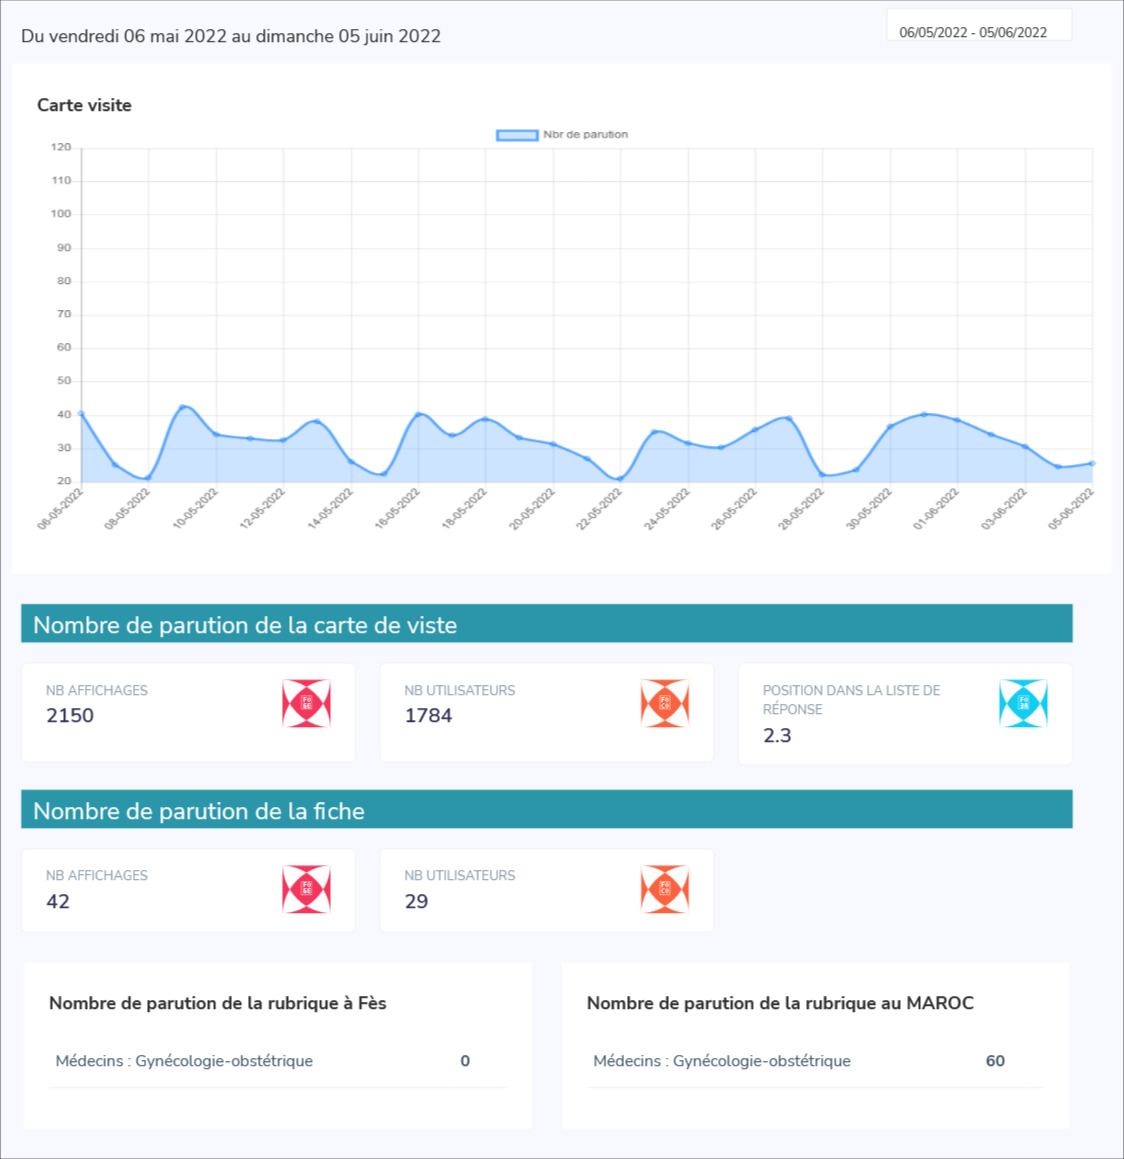 Du vendredi 06 mai 2022 au dimanche 05 juin 2022
06/05/2022 - 05/06/2022
Carte visite
Nbr de parution
120
110
100
90
80
70
60
50
40
30
20
06-05-2022
08-05-2022
10-05-2022
12-05-2022
14-05-2022
16-05-2022
18-05-2022
20-05-2022
22-05-2022
24-05-2022
26-05-2022
28-05-2022
30-05-2022
01-06-2022
03-06-2022
05-06-2022
Nombre de parution de la carte de viste
NB AFFICHAGES
2150
NB UTILISATEURS
1784
POSITION DANS LA LISTE DE
RÉPONSE
2.3
Nombre de parution de la fiche
NB AFFICHAGES
42
NB UTILISATEURS
29
Nombre de parution de la rubrique à Fès
Médecins : Gynécologie-obstétrique 0
Nombre de parution de la rubrique au MAROC
Médecins : Gynécologie-obstétrique 60